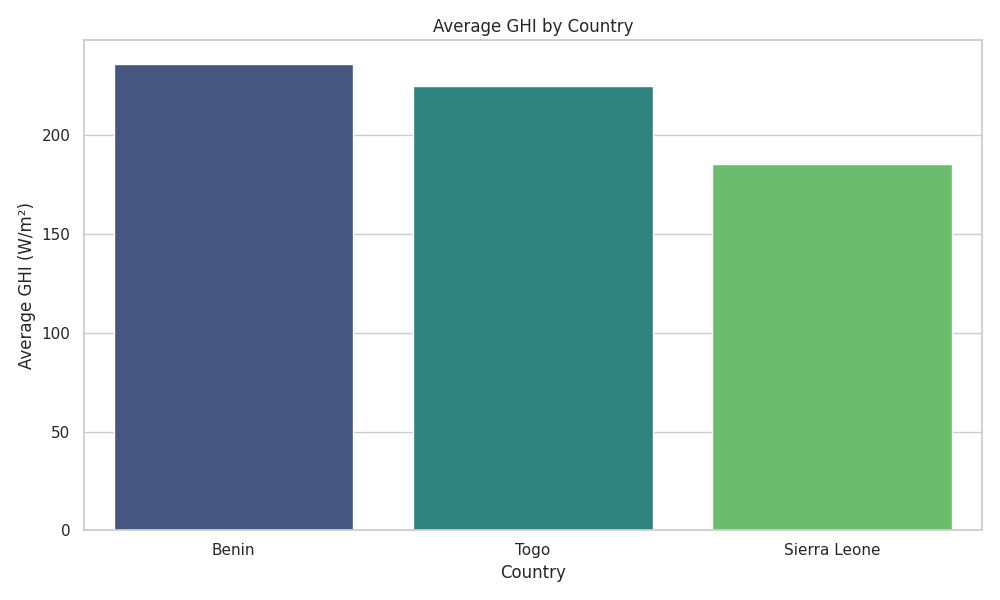 Average GHI by Country
Average GHI (W/m²)
200
150
100
50
0
Benin
Togo
Sierra Leone
Country